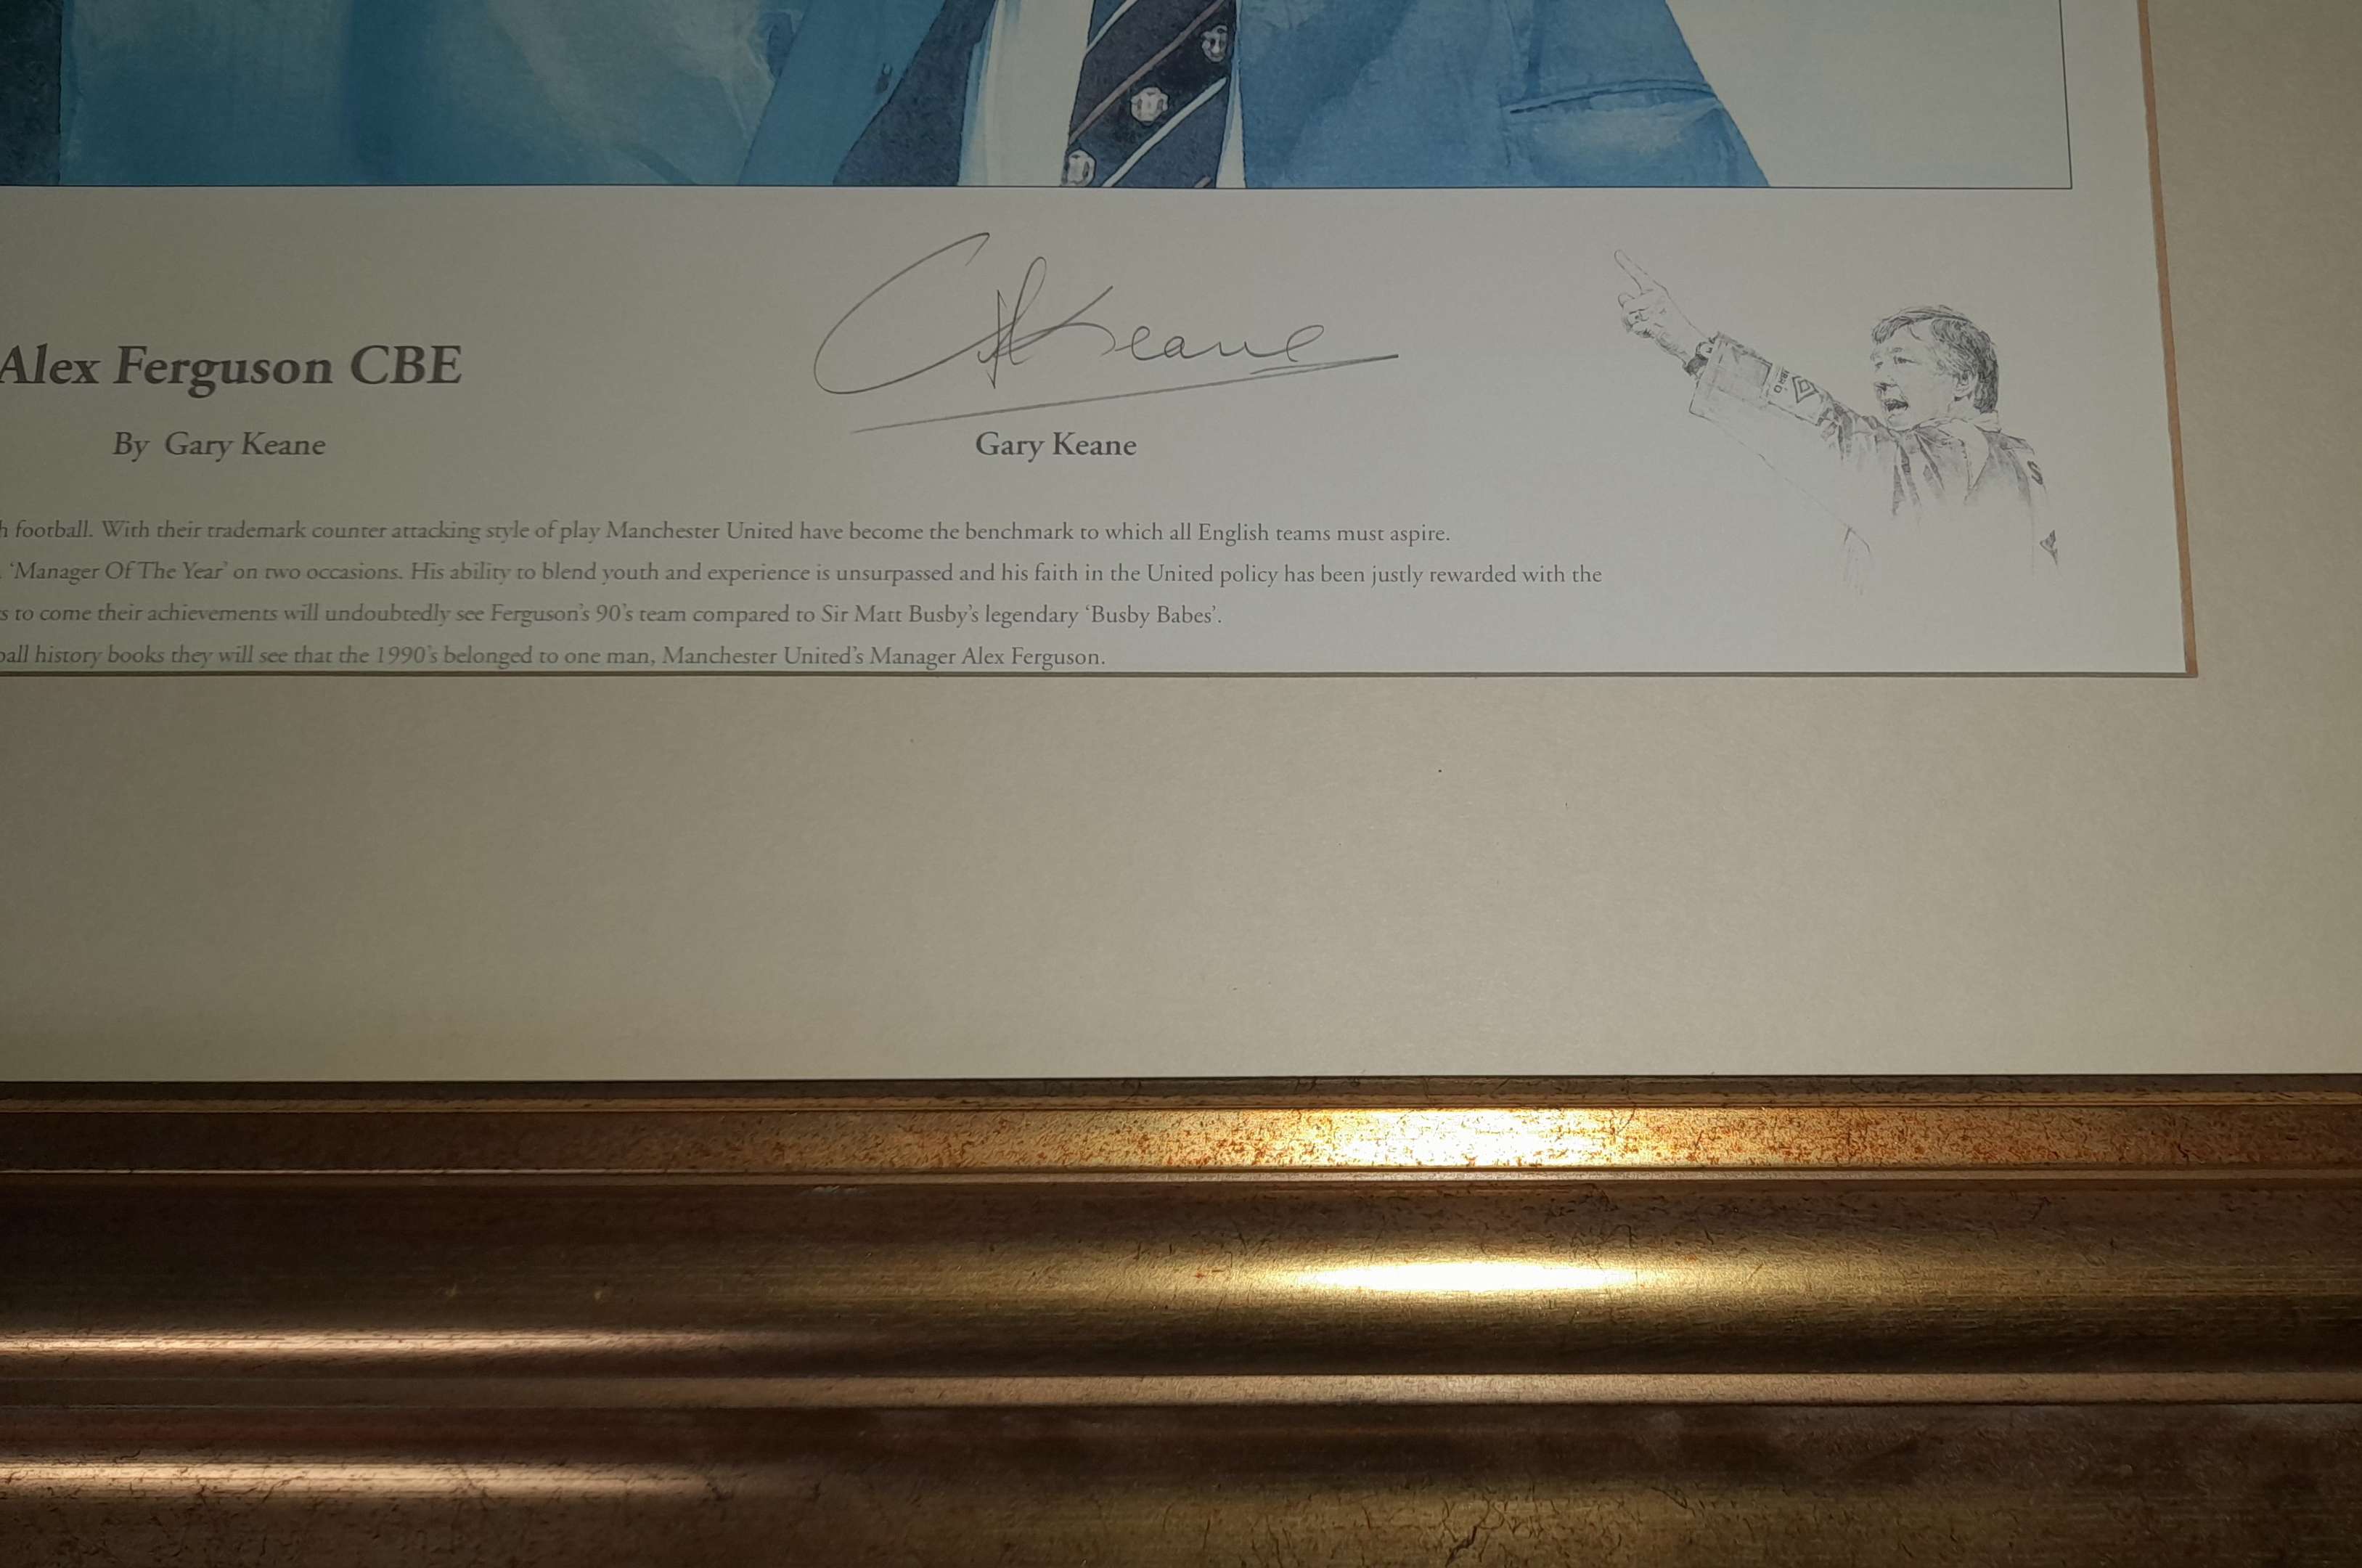 Alex Ferguson CBE
By Gary Keane
Keane
Gary Keane
football. With their trademark counter attacking style of play Manchester United have become the benchmark to which all English teams must aspire.
‘Manager Of The Year’ on two occasions. His ability to blend youth and experience is unsurpassed and his faith in the United policy has been justly rewarded with the
to come their achievements will undoubtedly see Ferguson’s 90’s team compared to Sir Matt Busby’s legendary ‘Busby Babes’.
history books they will see that the 1990’s belonged to one man, Manchester United’s Manager Alex Ferguson.